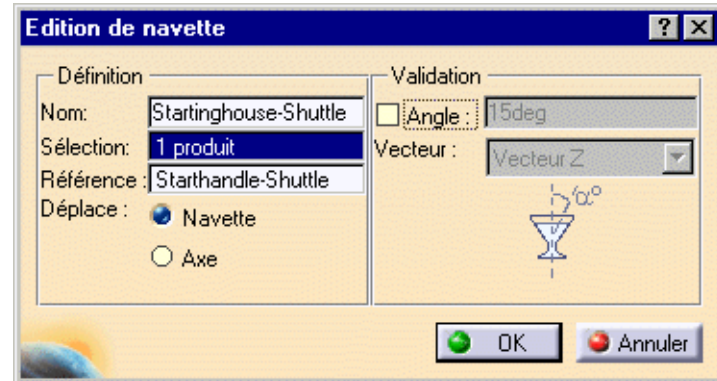 Edition de navette
Définition
Nom: Startinghouse-Shuttle
Sélection: 1 produit
Référence : Starthandle-Shuttle
Déplace : Navette
Axe
Validation
Angle : 15deg
Vecteur : Vecteur Z
α°
OK Annuler